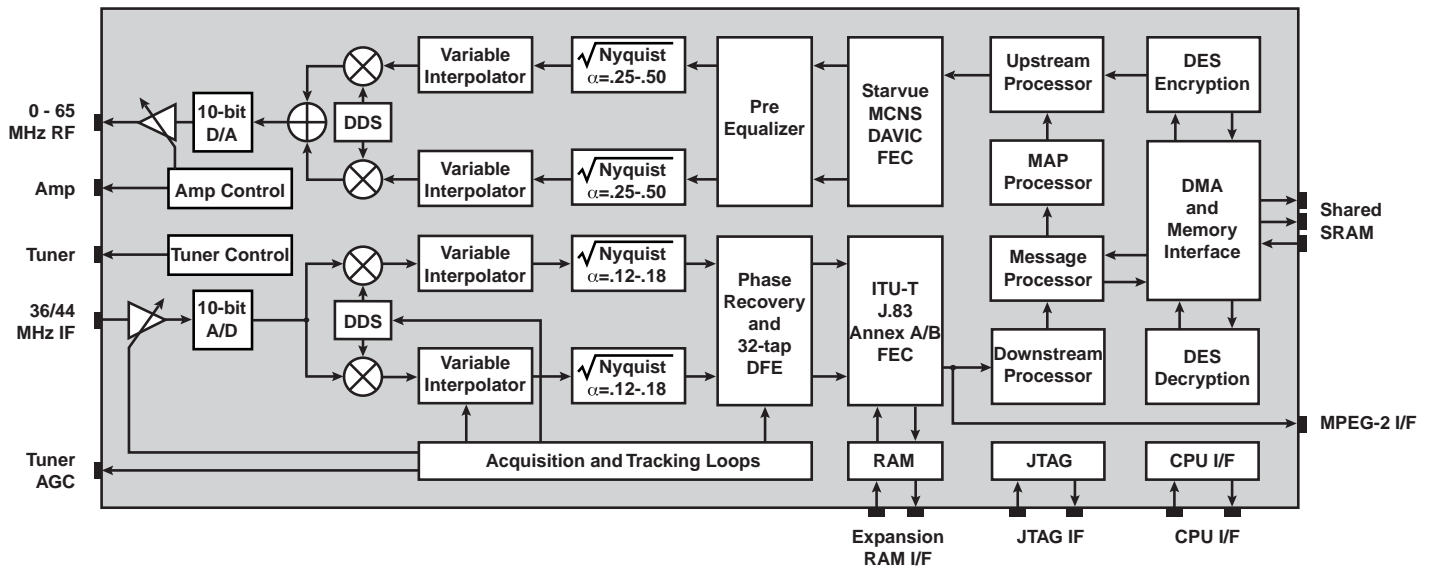 0 - 65
MHz RF
Amp
Tuner
36/44
MHz IF
Tuner
AGC
10-bit
D/A
Amp Control
Tuner Control
10-bit
A/D
DDS
DDS
Variable
Interpolator
√Nyquist
α=.25-.50
Variable
Interpolator
√Nyquist
α=.25-.50
Pre
Equalizer
Starvue
MCNS
DAVIC
FEC
Upstream
Processor
DES
Encryption
MAP
Processor
DMA
and
Memory
Interface
Message
Processor
Downstream
Processor
DES
Decryption
Variable
Interpolator
√Nyquist
α=.12-.18
Variable
Interpolator
√Nyquist
α=.12-.18
Phase
Recovery
and
32-tap
DFE
ITU-T
J.83
Annex A/B
FEC
Acquisition and Tracking Loops
RAM
JTAG
CPU I/F
Shared
SRAM
MPEG-2 I/F
Expansion
RAM I/F
JTAG IF
CPU I/F